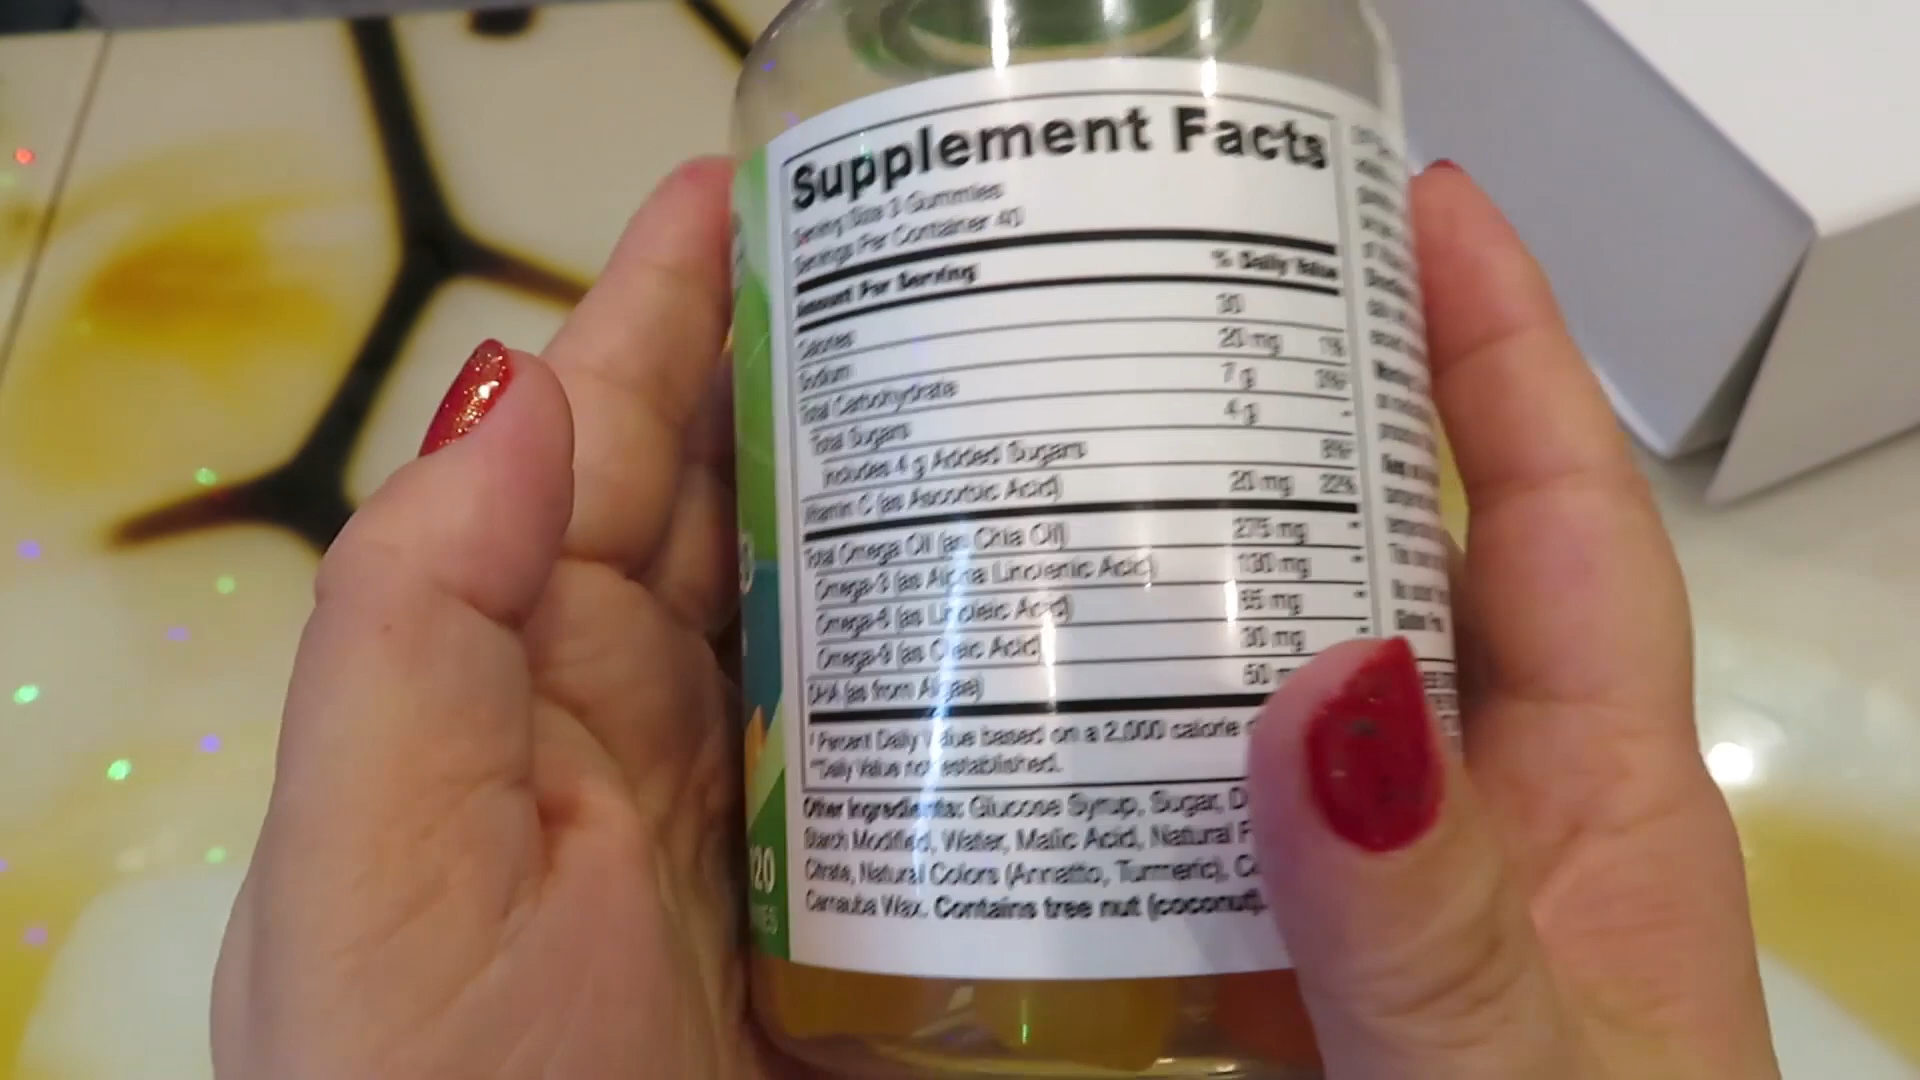 Supplement Facts
Serving Size 3 Gummies
Servings Per Container 40
Amount Per Serving % Daily Value
Calories 30
Sodium 20 mg 1%
Total Carbohydrate 7 g 3%
Total Sugars 4 g
Includes 4 g Added Sugars 8%
Vitamin C (as Ascorbic Acid) 20 mg 22%
Total Omega Oil (as Chia Oil) 275 mg
Omega-3 (as Alpha Linolenic Acid) 130 mg
Omega-6 (as Linoleic Acid) mg
Omega-9 (as Oleic Acid) 30 mg
DHA (as from Algae) 50
Percent Daily Value based on a 2,000 calorie
**Daily Value not established.
Other Ingredients: Glucose Syrup, Sugar,
Starch Modified, Water, Malic Acid, Natural
Citrate, Natural Colors (Annatto, Turmeric),
Carnauba Wax. Contains tree nut (coconut).
120